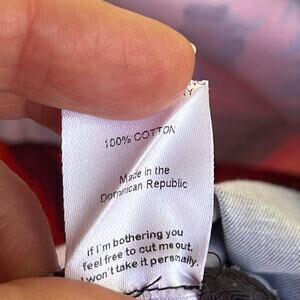 100% COTTON
Made in the
Dominican Republic
if I'm bothering you
feel free to cut me out.
I won't take it personally.